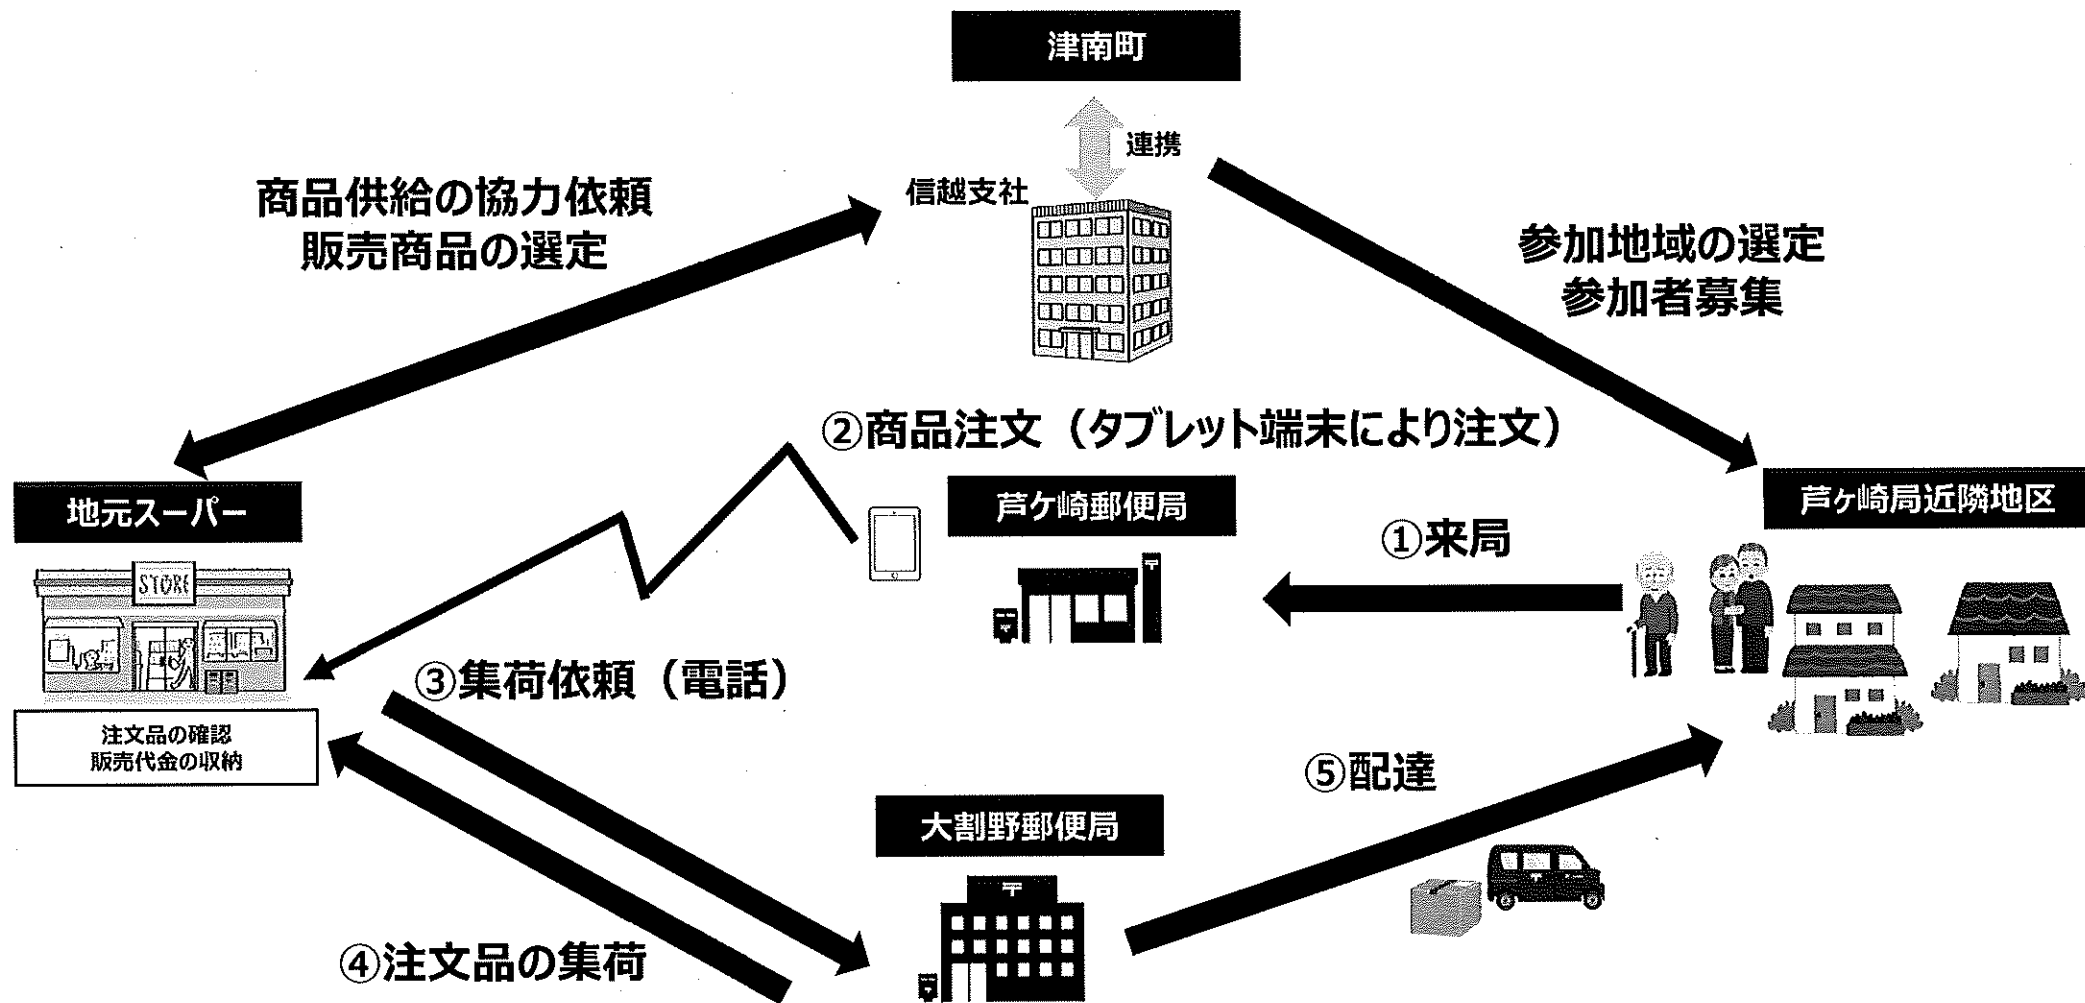 津南町
連携
信越支社
商品供給の協力依頼
販売商品の選定
参加地域の選定
参加者募集
②商品注文（タブレット端末により注文）
地元スーパー
芦ケ崎郵便局
芦ヶ崎局近隣地区
①来局
STORE
③集荷依頼（電話）
注文品の確認
販売代金の収納
⑤配達
大割野郵便局
④注文品の集荷